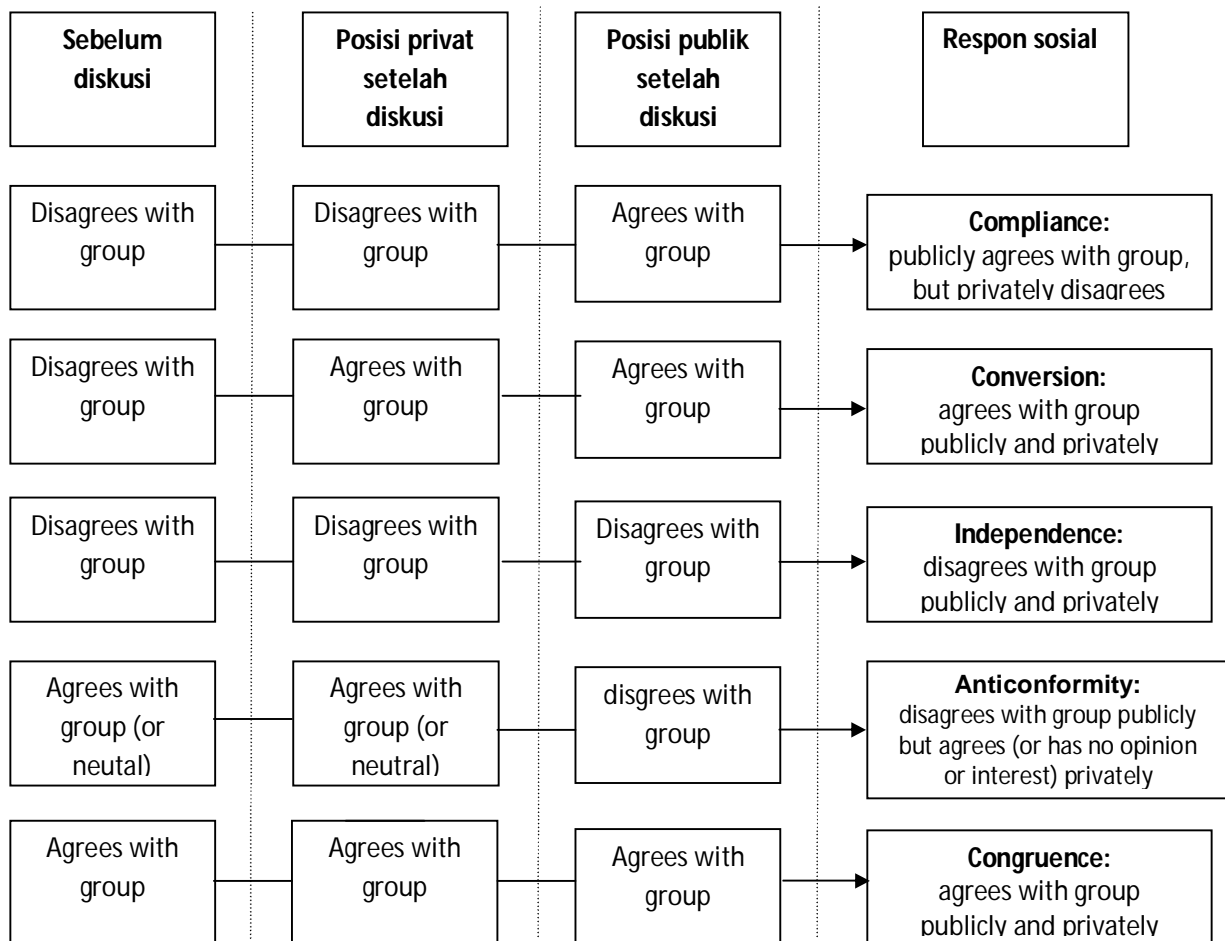 Sebelum
diskusi
Posisi privat
setelah
diskusi
Posisi publik
setelah
diskusi
Respon sosial
Disagrees with
group
Disagrees with
group
Agrees with
group
Compliance:
publicly agrees with group,
but privately disagrees
Disagrees with
group
Agrees with
group
Agrees with
group
Conversion:
agrees with group
publicly and privately
Disagrees with
group
Disagrees with
group
Disagrees with
group
Independence:
disagrees with group
publicly and privately
Agrees with
group (or
neutal)
Agrees with
group (or
neutral)
disgrees with
group
Anticonformity:
disagrees with group publicly
but agrees (or has no opinion
or interest) privately
Agrees with
group
Agrees with
group
Agrees with
group
Congruence:
agrees with group
publicly and privately